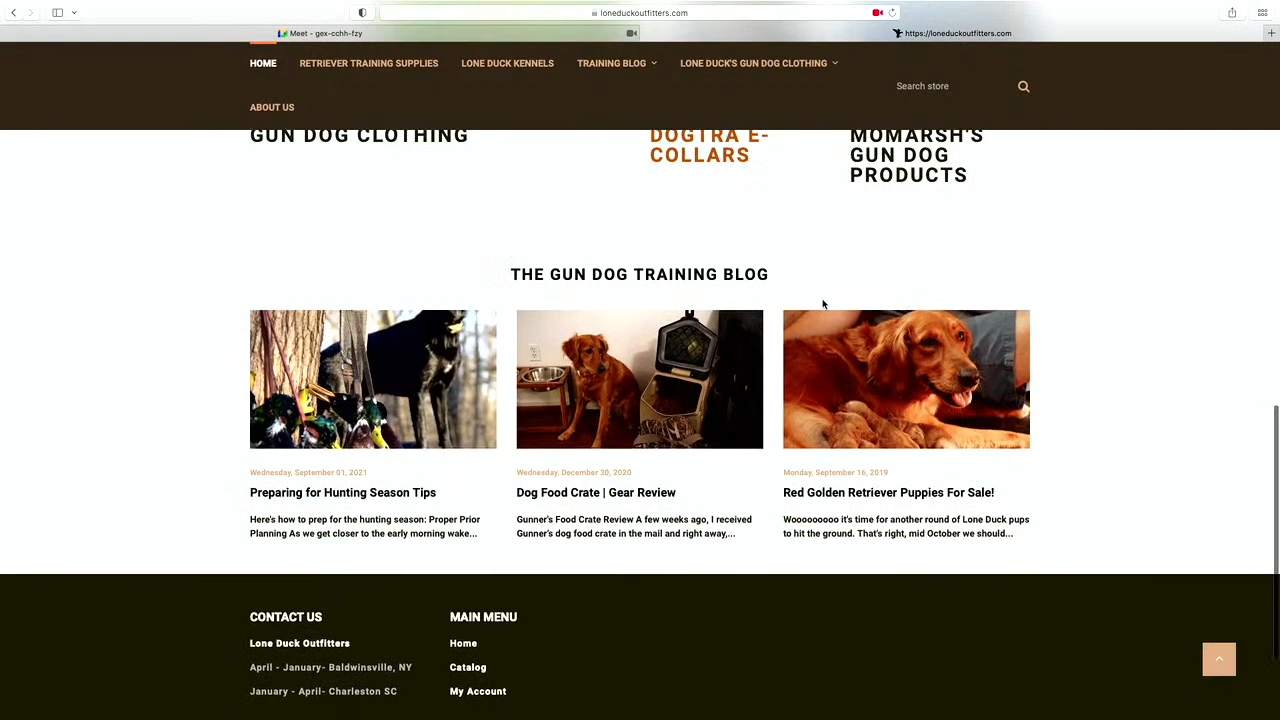 loneduckoutfitters.com
Meet - gex-cchh-fzy
https://loneduckoutfitters.com
HOME
RETRIEVER TRAINING SUPPLIES
LONE DUCK KENNELS
TRAINING BLOG
LONE DUCK'S GUN DOG CLOTHING
Search store
ABOUT US
GUN DOG CLOTHING
DOGTRA E-
COLLARS
MOMARSH'S
GUN DOG
PRODUCTS
THE GUN DOG TRAINING BLOG
Wednesday, September 01, 2021
Preparing for Hunting Season Tips
Here's how to prep for the hunting season: Proper Prior
Planning As we get closer to the early morning wake...
Wednesday, December 30, 2020
Dog Food Crate | Gear Review
Gunner's Food Crate Review A few weeks ago, I received
Gunner's dog food crate in the mail and right away,...
Monday, September 16, 2019
Red Golden Retriever Puppies For Sale!
Wooooooooo it's time for another round of Lone Duck pups
to hit the ground. That's right, mid October we should...
CONTACT US
Lone Duck Outfitters
April - January- Baldwinsville, NY
January - April- Charleston SC
MAIN MENU
Home
Catalog
My Account